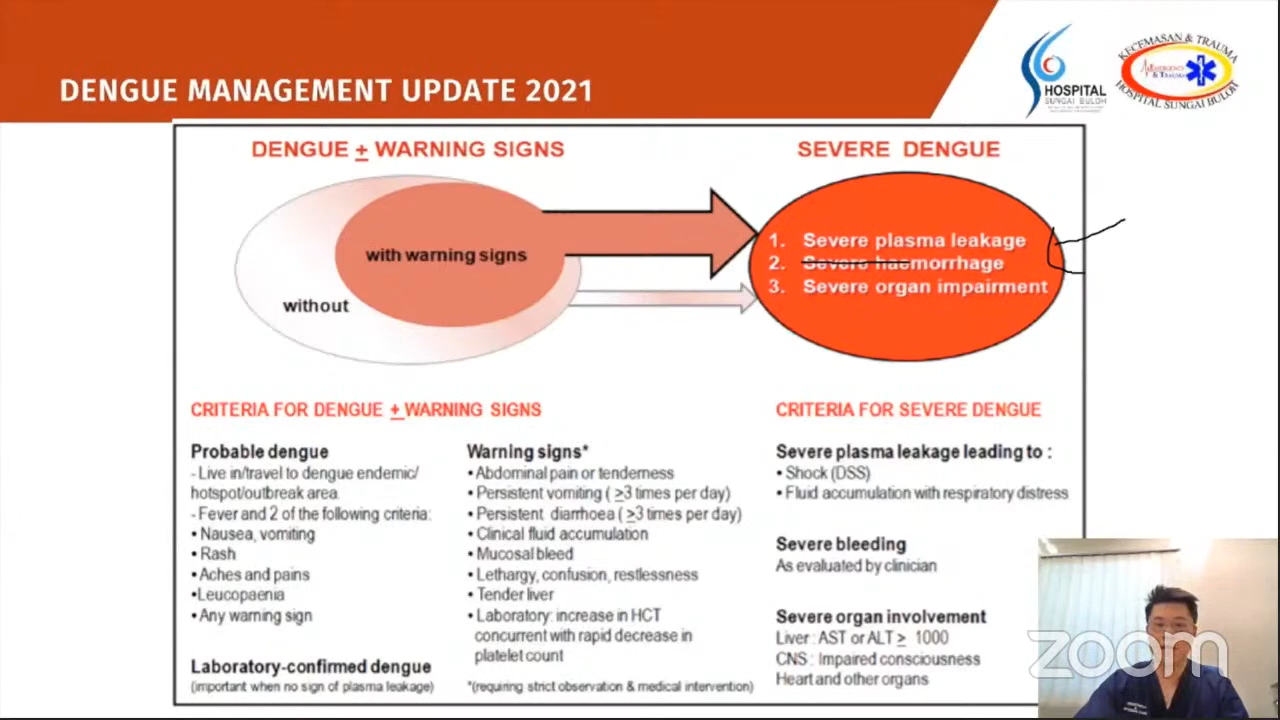 DENGUE MANAGEMENT UPDATE 2021
HOSPITAL
SUNGAI BULOH
KECEMASAN & TRAUMA
EMERGENCY
& TRAUMA
HOSPITAL SUNGAI BULOH
DENGUE ± WARNING SIGNS
SEVERE DENGUE
with warning signs
without
1. Severe plasma leakage
2. Severe haemorrhage
3. Severe organ impairment
CRITERIA FOR DENGUE ± WARNING SIGNS
Probable dengue
- Live in/travel to dengue endemic/
hotspot/outbreak area.
- Fever and 2 of the following criteria:
• Nausea, vomiting
• Rash
• Aches and pains
• Leucopaenia
• Any warning sign
Laboratory-confirmed dengue
(important when no sign of plasma leakage)
Warning signs*
• Abdominal pain or tenderness
• Persistent vomiting ( ≥3 times per day)
• Persistent diarrhoea ( ≥3 times per day)
• Clinical fluid accumulation
• Mucosal bleed
• Lethargy, confusion, restlessness
• Tender liver
• Laboratory: increase in HCT
concurrent with rapid decrease in
platelet count
*(requiring strict observation & medical intervention)
CRITERIA FOR SEVERE DENGUE
Severe plasma leakage leading to :
• Shock (DSS)
• Fluid accumulation with respiratory distress
Severe bleeding
As evaluated by clinician
Severe organ involvement
Liver : AST or ALT ≥ 1000
CNS : Impaired consciousness
Heart and other organs
zoom